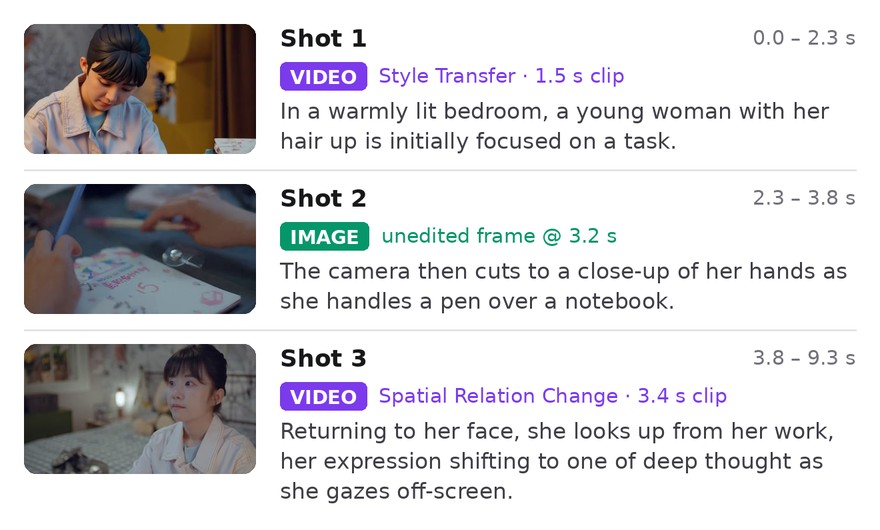 Shot 1
0.0 – 2.3 s
VIDEO Style Transfer · 1.5 s clip
In a warmly lit bedroom, a young woman with her
hair up is initially focused on a task.
Shot 2
2.3 – 3.8 s
IMAGE unedited frame @ 3.2 s
The camera then cuts to a close-up of her hands as
she handles a pen over a notebook.
Shot 3
3.8 – 9.3 s
VIDEO Spatial Relation Change · 3.4 s clip
Returning to her face, she looks up from her work,
her expression shifting to one of deep thought as
she gazes off-screen.